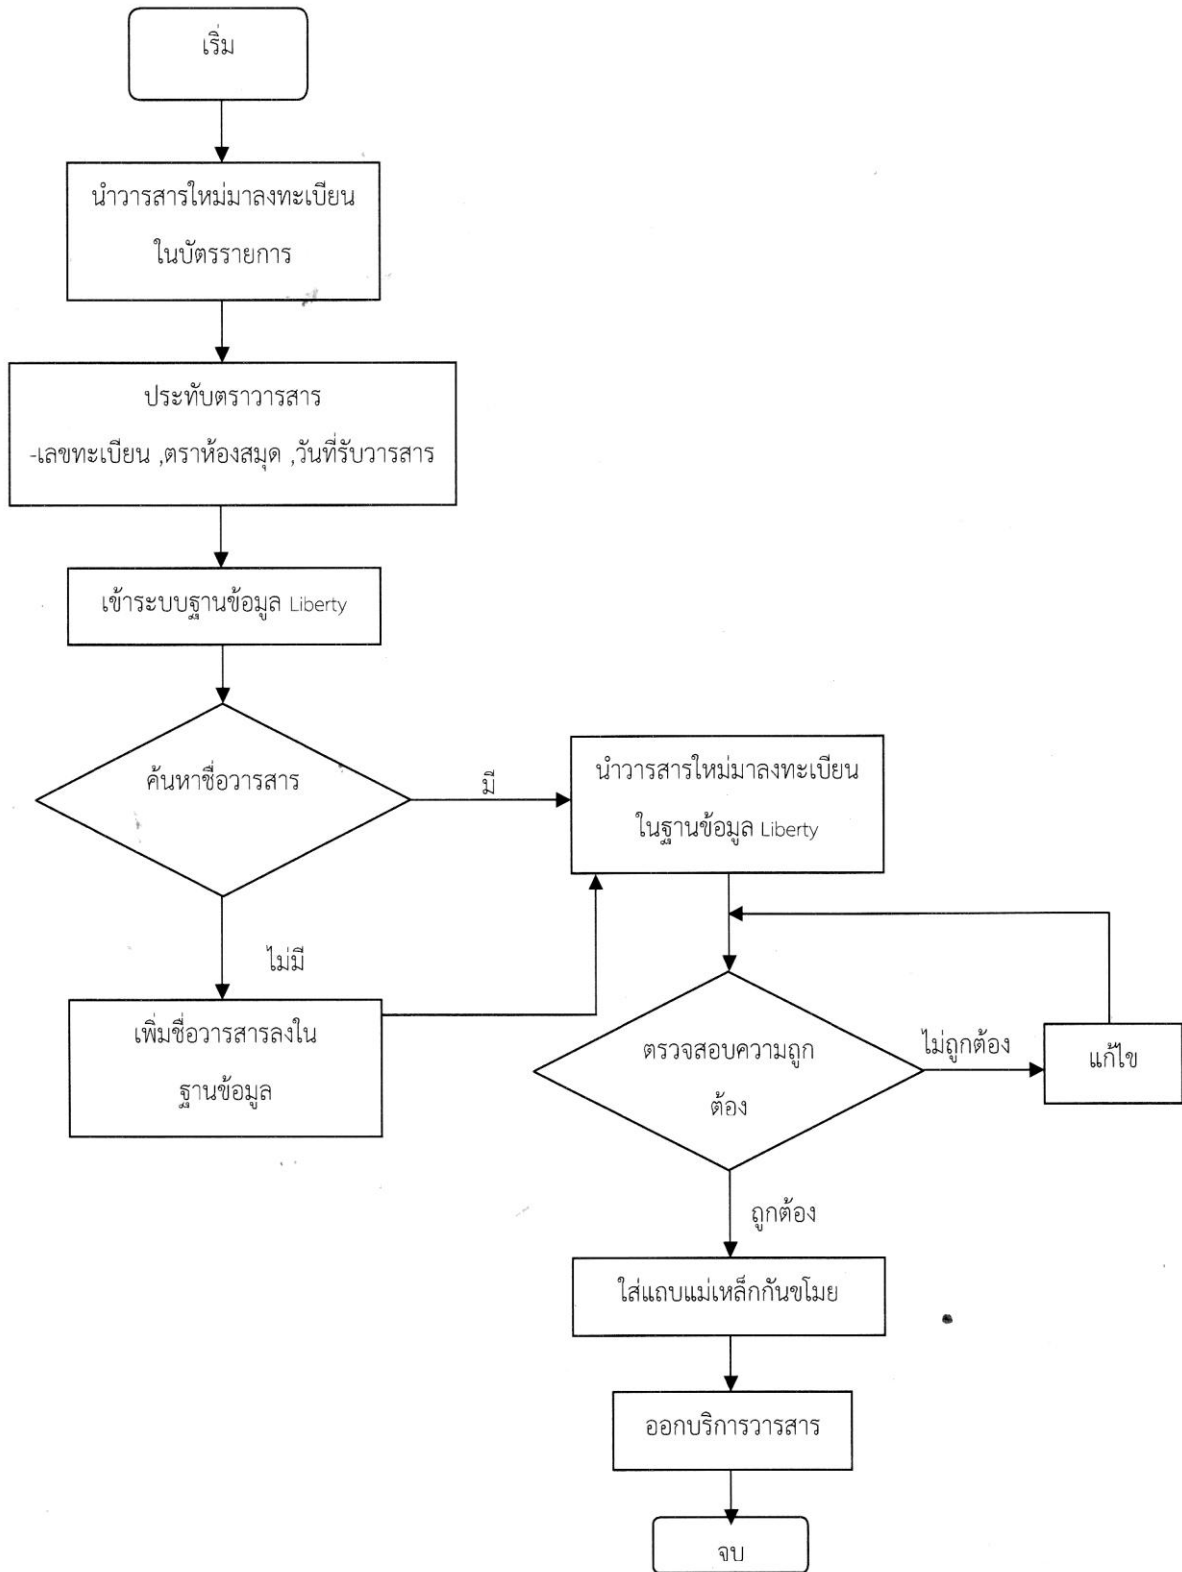 เริ่ม
นำวารสารใหม่มาลงทะเบียน
ในบัตรรายการ
ประทับตราวารสาร
-เลขทะเบียน ,ตราห้องสมุด ,วันที่รับวารสาร
เข้าระบบฐานข้อมูล Liberty
ค้นหาชื่อวารสาร
มี
นำวารสารใหม่มาลงทะเบียน
ในฐานข้อมูล Liberty
ไม่มี
เพิ่มชื่อวารสารลงใน
ฐานข้อมูล
ตรวจสอบความถูก
ต้อง
ไม่ถูกต้อง
แก้ไข
ถูกต้อง
ใส่แถบแม่เหล็กกันขโมย
ออกบริการวารสาร
จบ